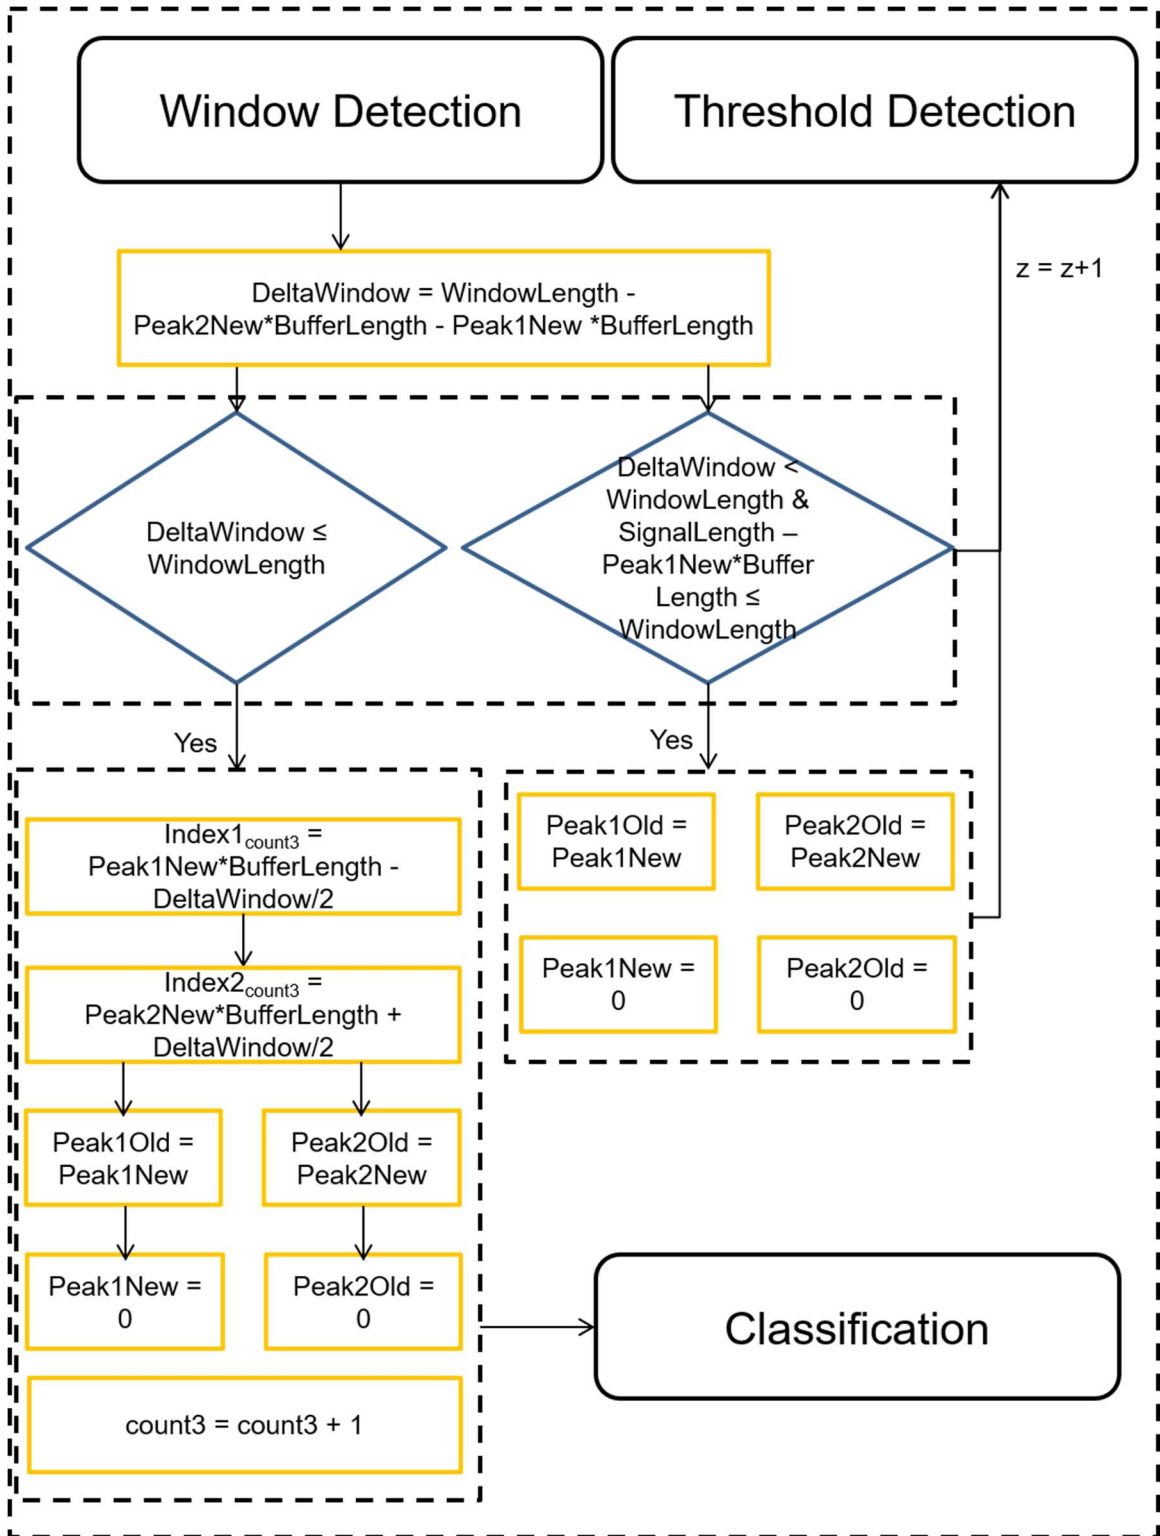 Window Detection
Threshold Detection
z = z+1
DeltaWindow = WindowLength -
Peak2New*BufferLength - Peak1New *BufferLength
DeltaWindow ≤
WindowLength
DeltaWindow <
WindowLength &
SignalLength –
Peak1New*Buffer
Length ≤
WindowLength
Yes
Yes
Index1count3 =
Peak1New*BufferLength -
DeltaWindow/2
Index2count3 =
Peak2New*BufferLength +
DeltaWindow/2
Peak1Old =
Peak1New
Peak2Old =
Peak2New
Peak1New =
0
Peak2Old =
0
count3 = count3 + 1
Peak1Old =
Peak1New
Peak2Old =
Peak2New
Peak1New =
0
Peak2Old =
0
Classification